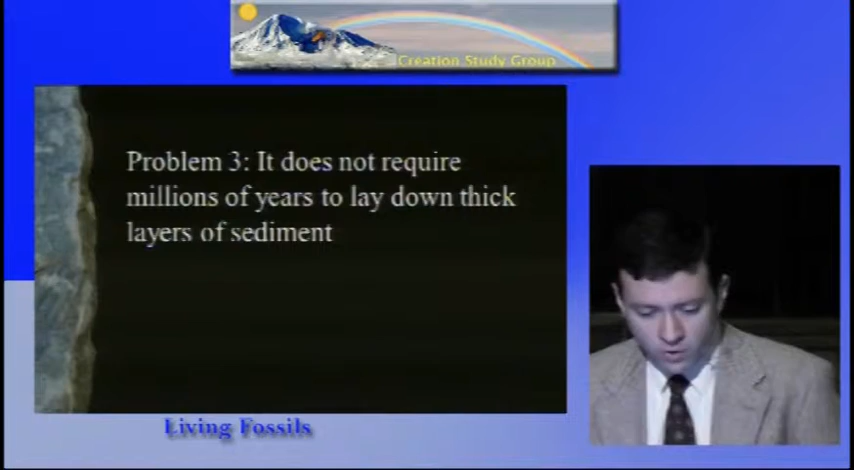 Creation Study Group
Problem 3: It does not require
millions of years to lay down thick
layers of sediment
Living Fossils